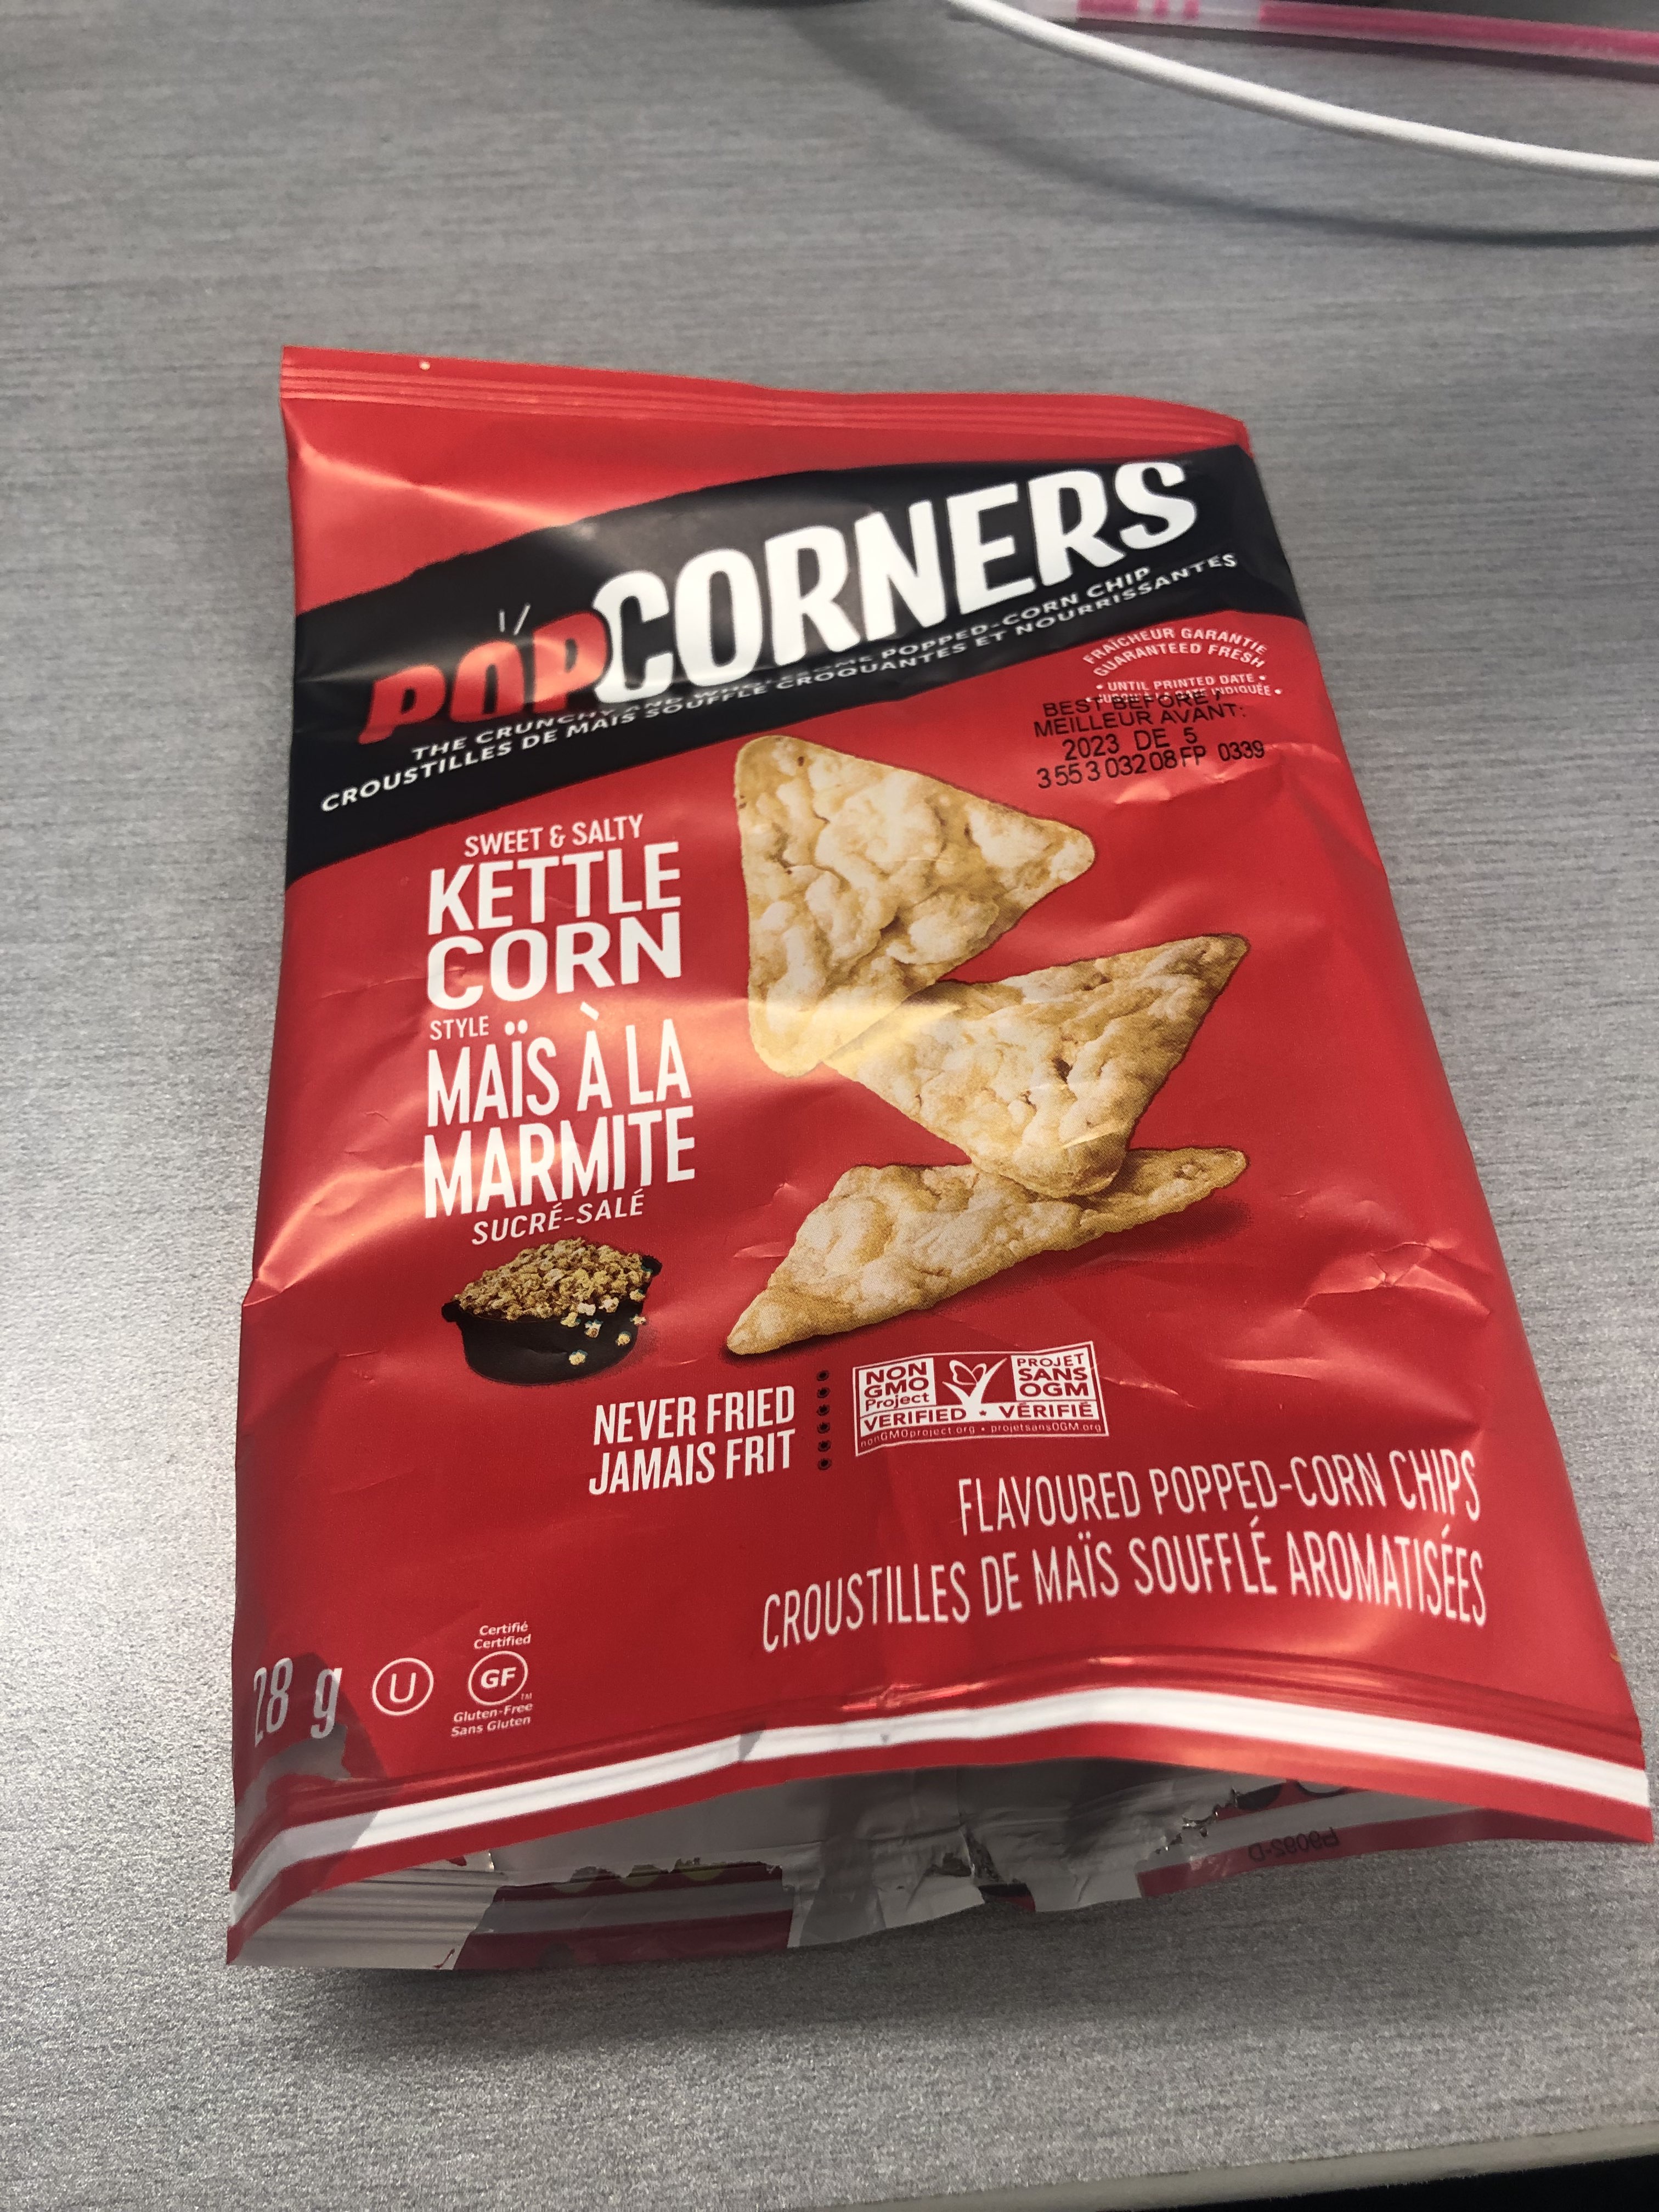 POPCORNERS
THE CRUNCHY AND WHOLESOME POPPED-CORN CHIP
CROUSTILLES DE MAÏS SOUFFLÉ CROQUANTES ET NOURRISSANTES
FRAÎCHEUR GARANTIE
GUARANTEED FRESH
• UNTIL PRINTED DATE •
INDIQUÉE •
BEST BEFORE /
MEILLEUR AVANT:
2023 DE 5
355303208FP 0339
SWEET & SALTY
KETTLE
CORN
STYLE
MAÏS À LA
MARMITE
SUCRÉ-SALÉ
NEVER FRIED
JAMAIS FRIT
NON
GMO
Project
PROJET
SANS
OGM
VERIFIED • VÉRIFIÉ
nonGMOproject.org • projetsansOGM.org
FLAVOURED POPPED-CORN CHIPS
CROUSTILLES DE MAÏS SOUFFLÉ AROMATISÉES
28 g
U
Certifié
Certified
GF
TM
Gluten-Free
Sans Gluten